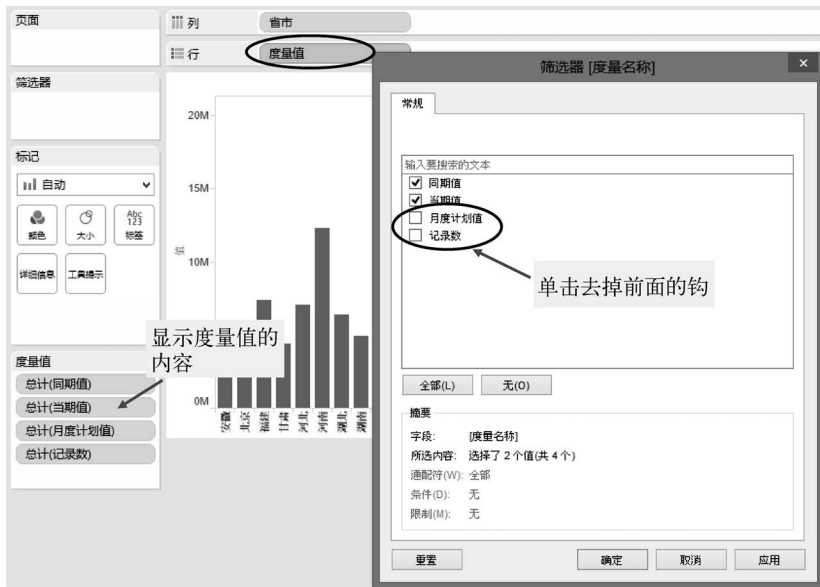 页面
列
省市
行
度量值
筛选器
标记
自动
颜色
大小
Abc
123
标签
详细信息
工具提示
度量值
总计(同期值)
总计(当期值)
总计(月度计划值)
总计(记录数)
20M
15M
10M
0M
值
安徽
北京
福建
甘肃
河北
河南
湖北
湖南
显示度量值的
内容
筛选器 [度量名称]
×
常规
输入要搜索的文本
同期值
当期值
月度计划值
记录数
单击去掉前面的钩
全部(L)
无(O)
摘要
字段: [度量名称]
所选内容: 选择了 2 个值(共 4 个)
通配符(W): 全部
条件(D): 无
限制(M): 无
重置
确定
取消
应用